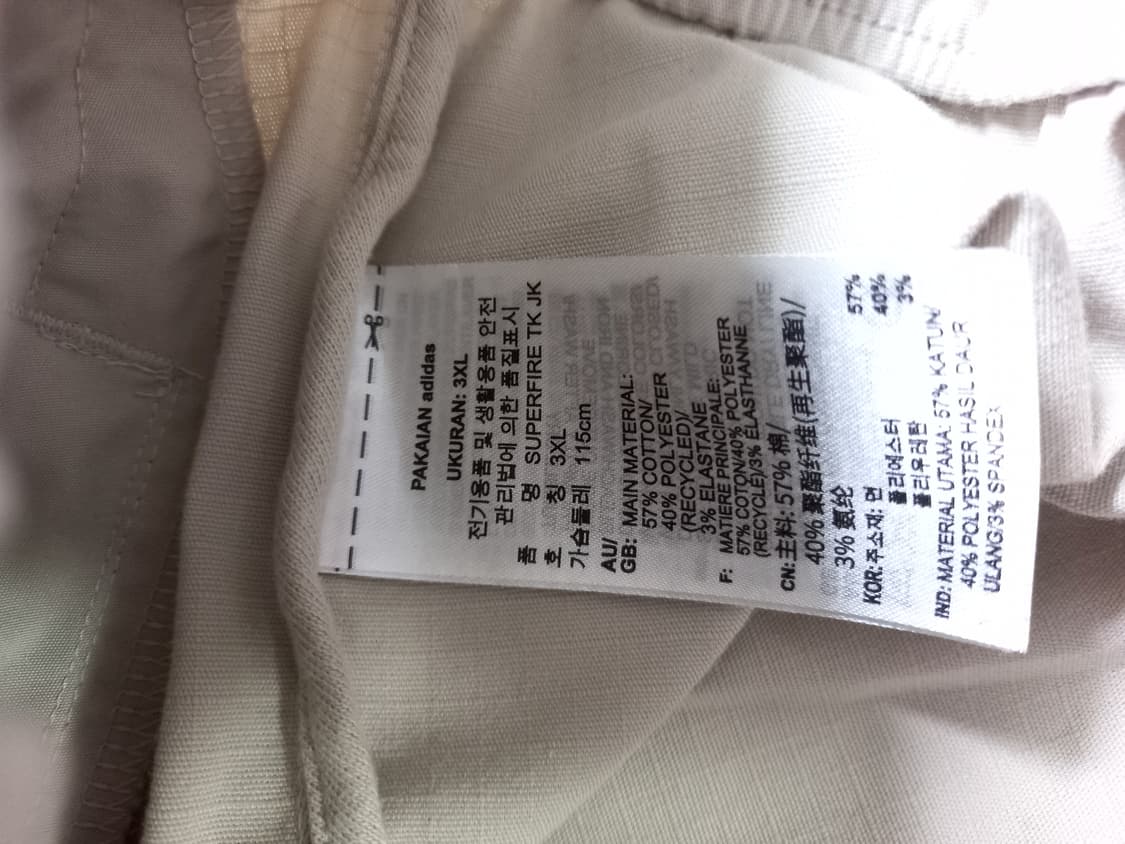 PAKAIAN adidas
UKURAN: 3XL
전기용품 및 생활용품 안전
관리법에 의한 품질표시
품 명 SUPERFIRE TK JK
호 칭 3XL
가슴둘레 115cm
AU/
GB: MAIN MATERIAL:
57% COTTON/
40% POLYESTER
(RECYCLED)/
3% ELASTANE
F: MATIERE PRINCIPALE:
57% COTON/40% POLYESTER
(RECYCLE)/3% ELASTHANNE
CN: 主料: 57% 棉/
40% 聚酯纤维(再生聚酯)/
3% 氨纶
KOR: 주소재: 면 57%
폴리에스터 40%
폴리우레탄 3%
IND: MATERIAL UTAMA: 57% KATUN/
40% POLYESTER HASIL DAUR
ULANG/3% SPANDEX